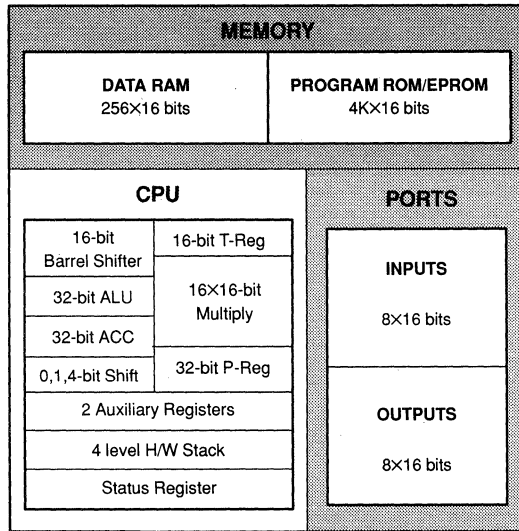 MEMORY
DATA RAM
256×16 bits
PROGRAM ROM/EPROM
4K×16 bits
CPU
16-bit
Barrel Shifter
32-bit ALU
32-bit ACC
0,1,4-bit Shift
16-bit T-Reg
16×16-bit
Multiply
32-bit P-Reg
2 Auxiliary Registers
4 level H/W Stack
Status Register
PORTS
INPUTS
8×16 bits
OUTPUTS
8×16 bits